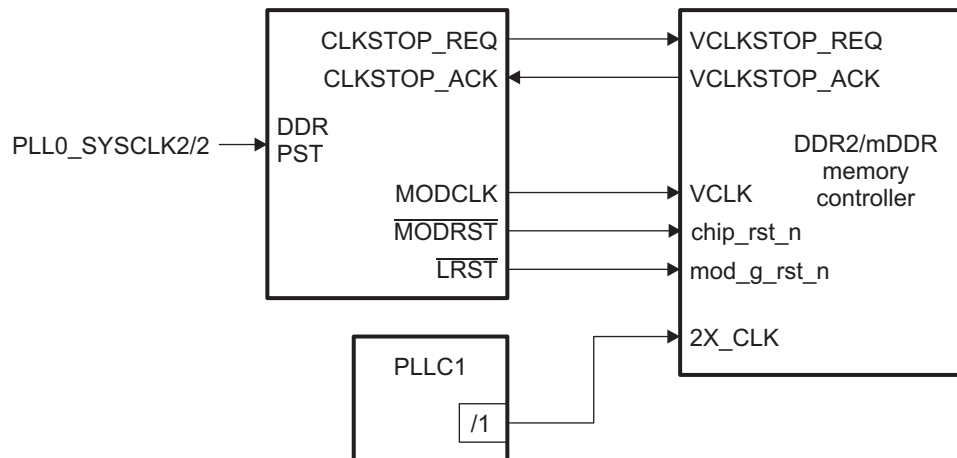 CLKSTOP_REQ
VCLKSTOP_REQ
CLKSTOP_ACK
VCLKSTOP_ACK
PLL0_SYSCLK2/2
DDR
PST
DDR2/mDDR
memory
controller
MODCLK
VCLK
MODRST
chip_rst_n
LRST
mod_g_rst_n
2X_CLK
PLLC1
/1